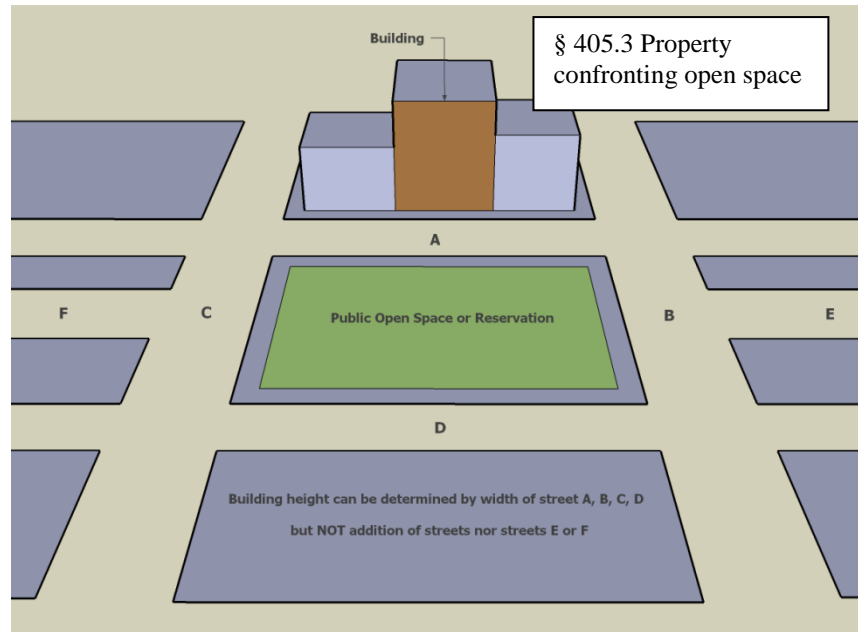 Building
§ 405.3 Property
confronting open space
A
F
C
Public Open Space or Reservation
B
E
D
Building height can be determined by width of street A, B, C, D
but NOT addition of streets nor streets E or F